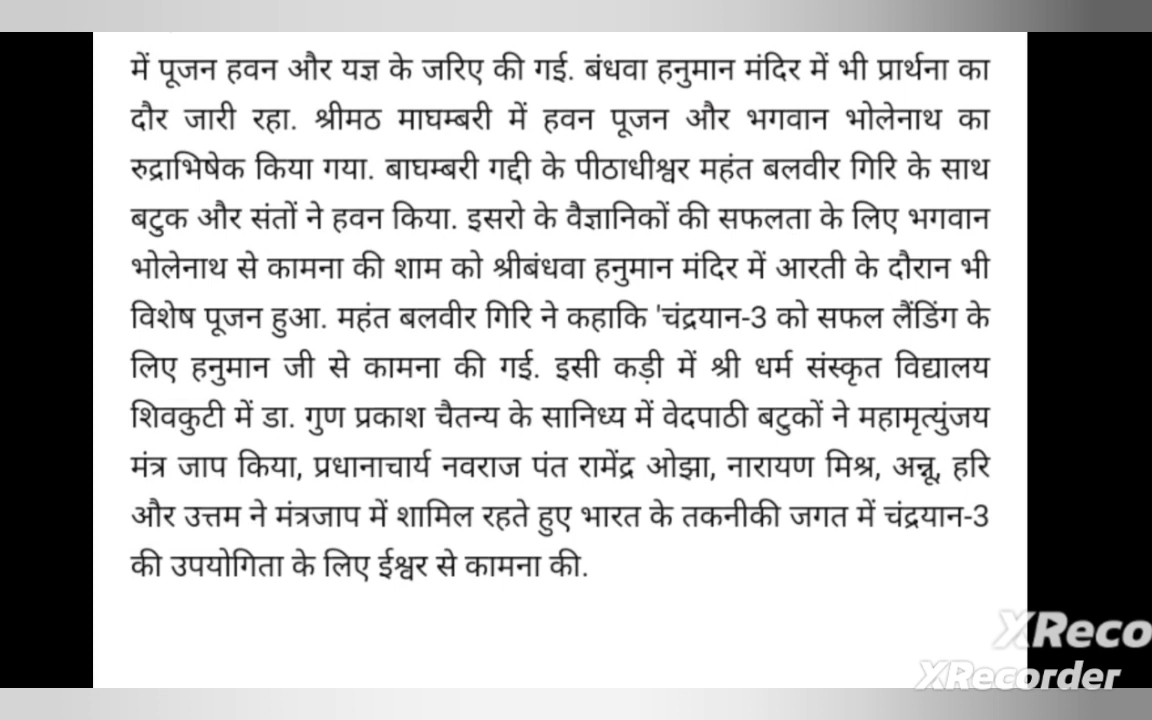 में पूजन हवन और यज्ञ के जरिए की गई. बंधवा हनुमान मंदिर में भी प्रार्थना का
दौर जारी रहा. श्रीमठ माघम्बरी में हवन पूजन और भगवान भोलेनाथ का
रुद्राभिषेक किया गया. बाघम्बरी गद्दी के पीठाधीश्वर महंत बलवीर गिरि के साथ
बटुक और संतों ने हवन किया. इसरो के वैज्ञानिकों की सफलता के लिए भगवान
भोलेनाथ से कामना की शाम को श्रीबंधवा हनुमान मंदिर में आरती के दौरान भी
विशेष पूजन हुआ. महंत बलवीर गिरि ने कहाकि 'चंद्रयान-3 को सफल लैंडिंग के
लिए हनुमान जी से कामना की गई. इसी कड़ी में श्री धर्म संस्कृत विद्यालय
शिवकुटी में डा. गुण प्रकाश चैतन्य के सानिध्य में वेदपाठी बटुकों ने महामृत्युंजय
मंत्र जाप किया, प्रधानाचार्य नवराज पंत रामेंद्र ओझा, नारायण मिश्र, अन्नू, हरि
और उत्तम ने मंत्रजाप में शामिल रहते हुए भारत के तकनीकी जगत में चंद्रयान-3
की उपयोगिता के लिए ईश्वर से कामना की.
XReco
XRecorder